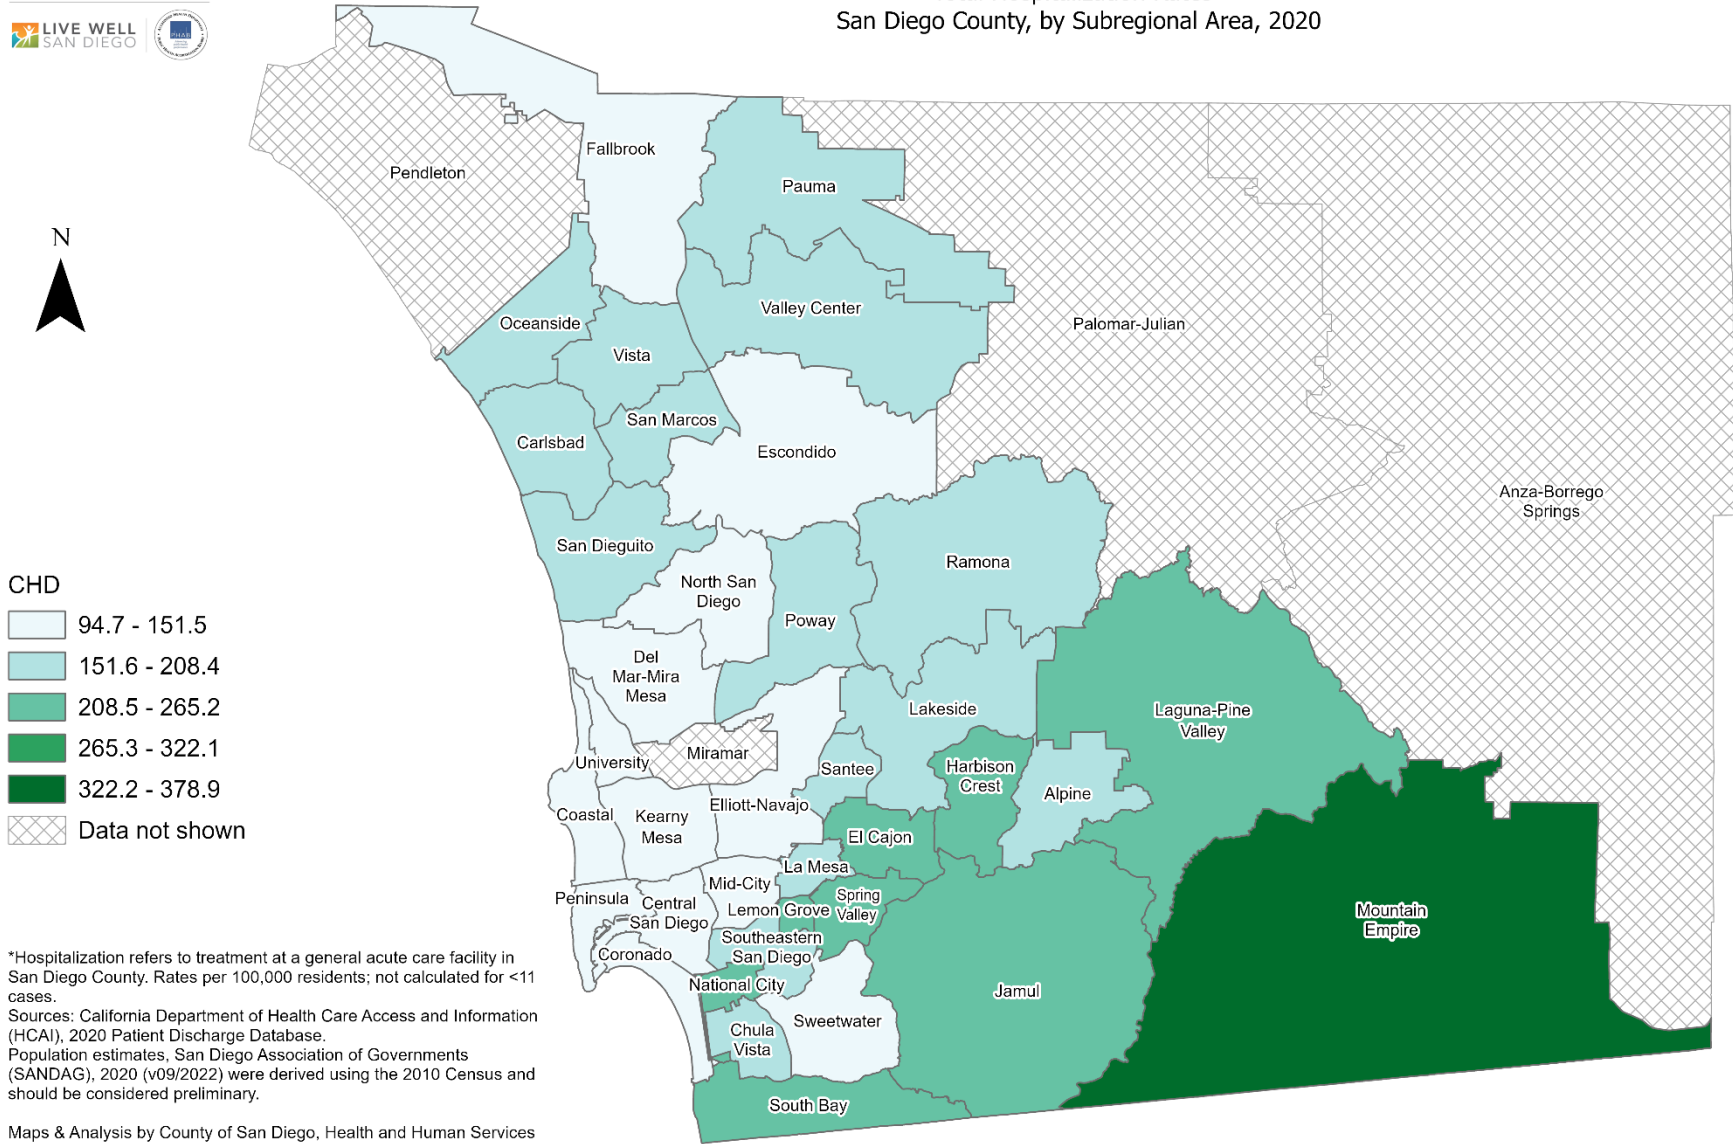 LIVE WELL
SAN DIEGO
PHAB
San Diego County, by Subregional Area, 2020
N
Fallbrook
Pendleton
Pauma
Valley Center
Oceanside
Palomar-Julian
Vista
San Marcos
Carlsbad
Escondido
Anza-Borrego
Springs
San Dieguito
Ramona
North San
Diego
Poway
Del
Mar-Mira
Mesa
Lakeside
Laguna-Pine
Valley
Miramar
University
Santee
Harbison
Crest
Alpine
Elliott-Navajo
Coastal
Kearny
Mesa
El Cajon
La Mesa
Mid-City
Peninsula
Central
San Diego
Spring
Valley
Lemon Grove
Mountain
Empire
Southeastern
San Diego
Coronado
National City
Jamul
Sweetwater
Chula
Vista
South Bay
CHD
94.7 - 151.5
151.6 - 208.4
208.5 - 265.2
265.3 - 322.1
322.2 - 378.9
Data not shown
*Hospitalization refers to treatment at a general acute care facility in
San Diego County. Rates per 100,000 residents; not calculated for <11
cases.
Sources: California Department of Health Care Access and Information
(HCAI), 2020 Patient Discharge Database.
Population estimates, San Diego Association of Governments
(SANDAG), 2020 (v09/2022) were derived using the 2010 Census and
should be considered preliminary.
Maps & Analysis by County of San Diego, Health and Human Services